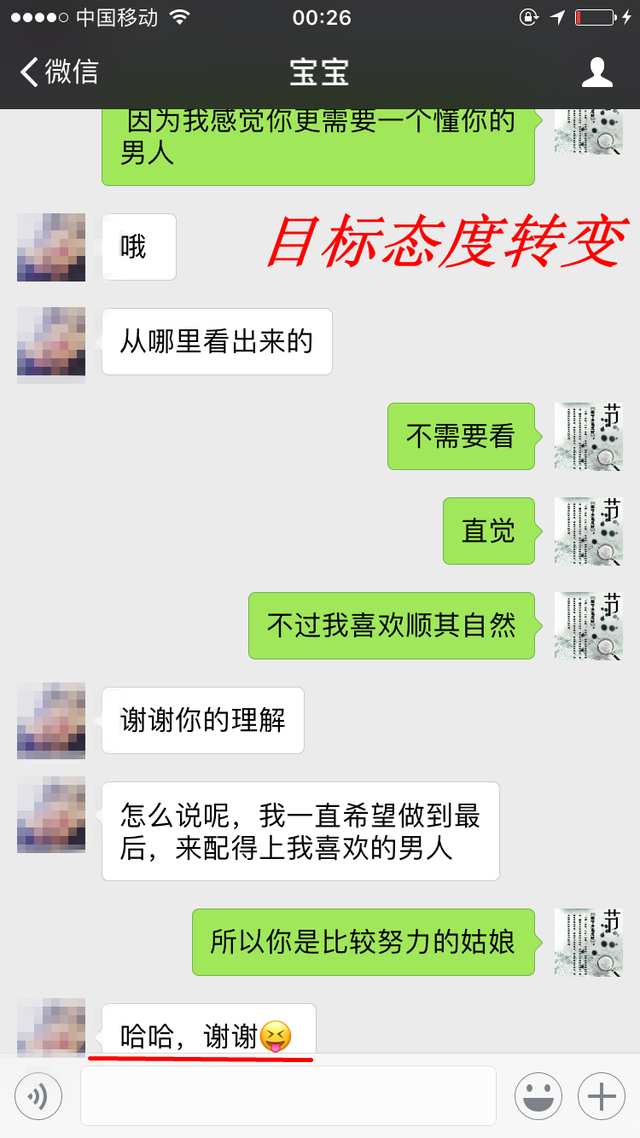 中国移动
00:26
微信
宝宝
因为我感觉你更需要一个懂你的
男人
目标态度转变
哦
从哪里看出来的
不需要看
节
直觉
节
不过我喜欢顺其自然
节
谢谢你的理解
怎么说呢，我一直希望做到最
后，来配得上我喜欢的男人
所以你是比较努力的姑娘
节
哈哈，谢谢😝